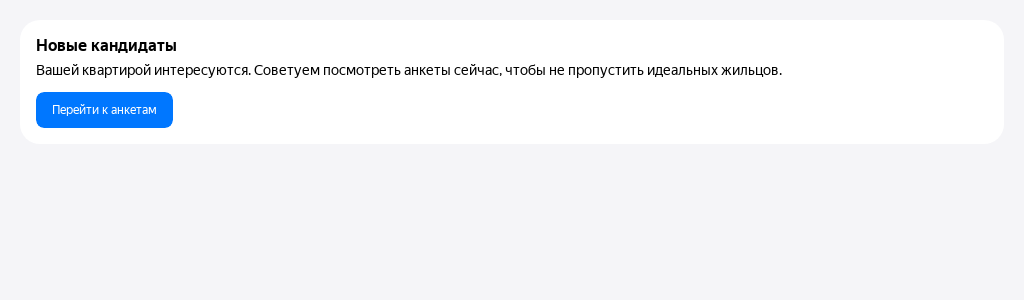 Новые кандидаты
Вашей квартирой интересуются. Советуем посмотреть анкеты сейчас, чтобы не пропустить идеальных жильцов.
Перейти к анкетам